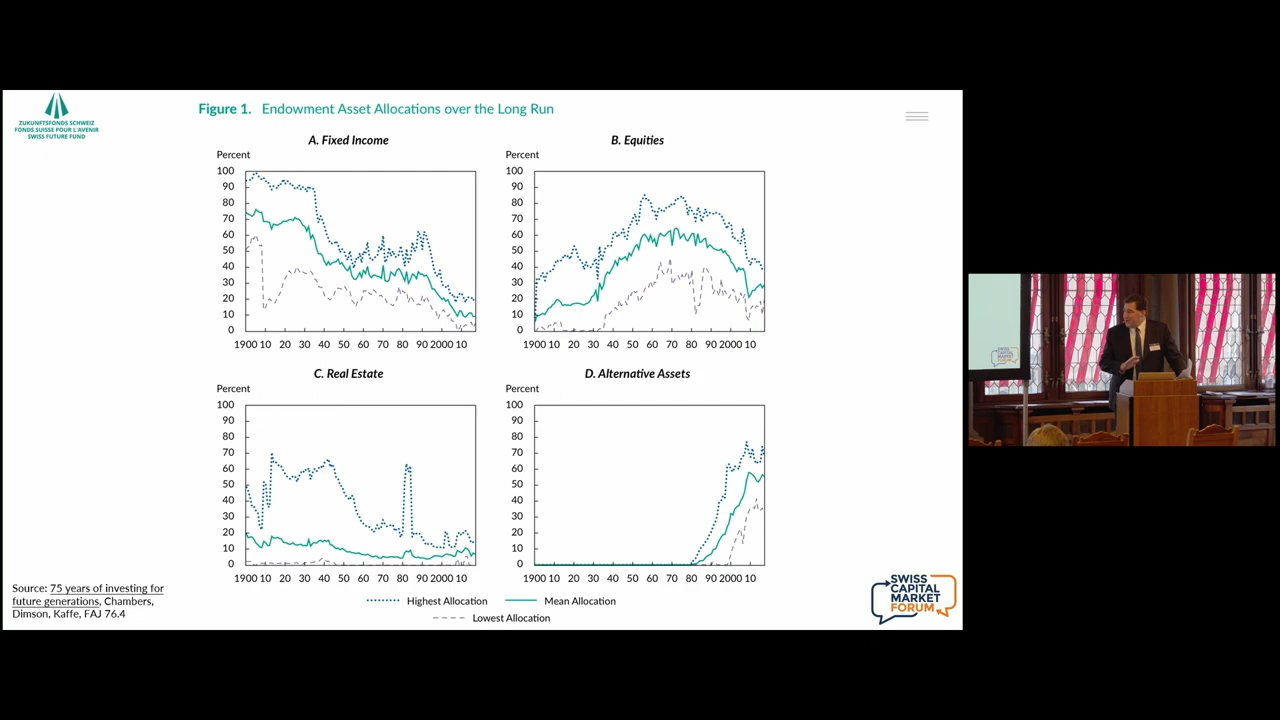 ZUKUNFTSFONDS SCHWEIZ
FONDS SUISSE POUR L'AVENIR
SWISS FUTURE FUND
Figure 1. Endowment Asset Allocations over the Long Run
A. Fixed Income
Percent
100
90
80
70
60
50
40
30
20
10
0
1900 10 20 30 40 50 60 70 80 90 2000 10
B. Equities
Percent
100
90
80
70
60
50
40
30
20
10
0
1900 10 20 30 40 50 60 70 80 90 2000 10
C. Real Estate
Percent
100
90
80
70
60
50
40
30
20
10
0
1900 10 20 30 40 50 60 70 80 90 2000 10
D. Alternative Assets
Percent
100
90
80
70
60
50
40
30
20
10
0
1900 10 20 30 40 50 60 70 80 90 2000 10
Highest Allocation
Mean Allocation
Lowest Allocation
Source: 75 years of investing for
future generations, Chambers,
Dimson, Kaffe, FAJ 76.4
SWISS
CAPITAL
MARKET
FORUM
SWISS
CAPITAL
MARKET
FORUM